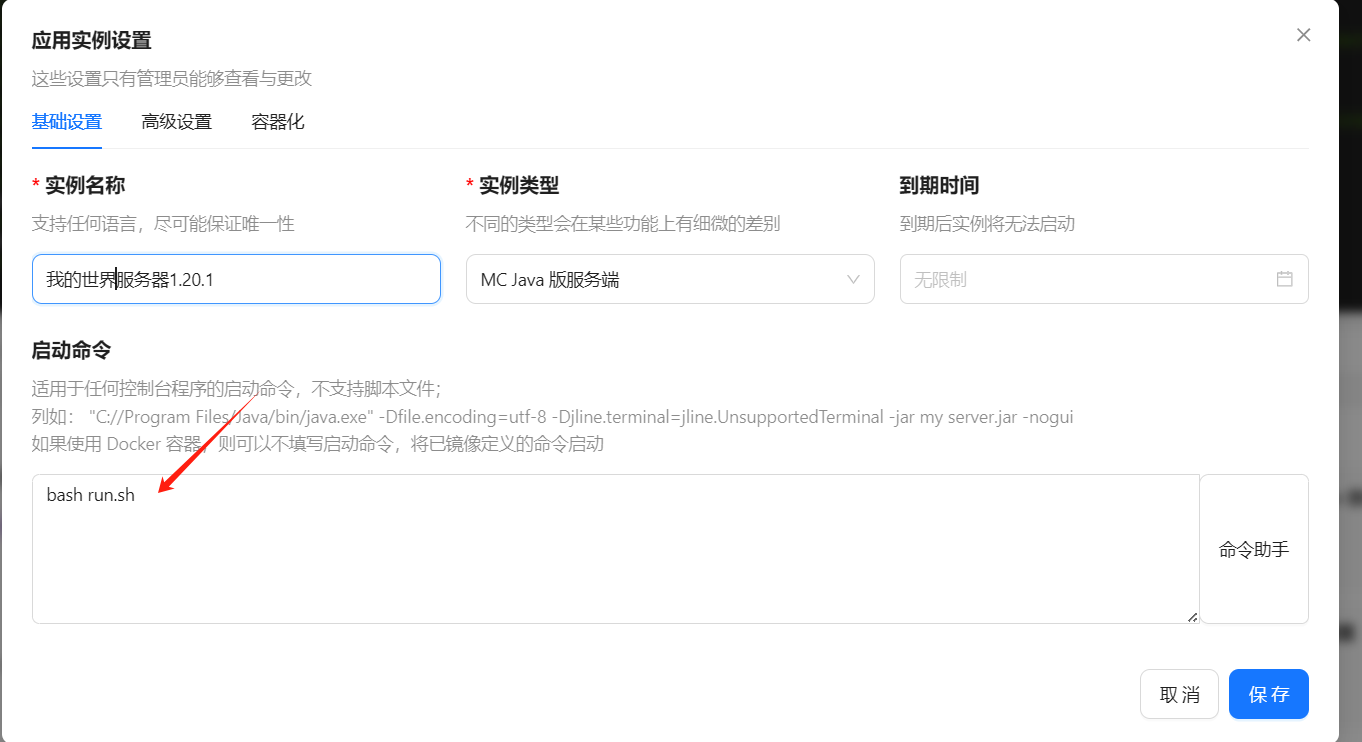 应用实例设置
这些设置只有管理员能够查看与更改
基础设置 高级设置 容器化
* 实例名称 * 实例类型 到期时间
支持任何语言，尽可能保证唯一性 不同的类型会在某些功能上有细微的差别 到期后实例将无法启动
我的世界服务器1.20.1 MC Java 版服务端 无限制
启动命令
适用于任何控制台程序的启动命令，不支持脚本文件；
列如： "C://Program Files/Java/bin/java.exe" -Dfile.encoding=utf-8 -Djline.terminal=jline.UnsupportedTerminal -jar my server.jar -nogui
如果使用 Docker 容器，则可以不填写启动命令，将已镜像定义的命令启动
bash run.sh
命令助手
取 消 保 存